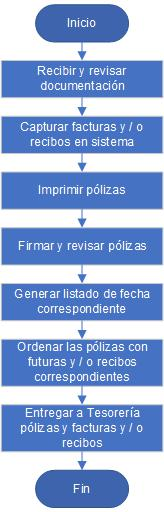 Inicio
Recibir y revisar
documentación
Capturar facturas y / o
recibos en sistema
Imprimir pólizas
Firmar y revisar pólizas
Generar listado de fecha
correspondiente
Ordenar las pólizas con
futuras y / o recibos
correspondientes
Entregar a Tesorería
pólizas y facturas y / o
recibos
Fin